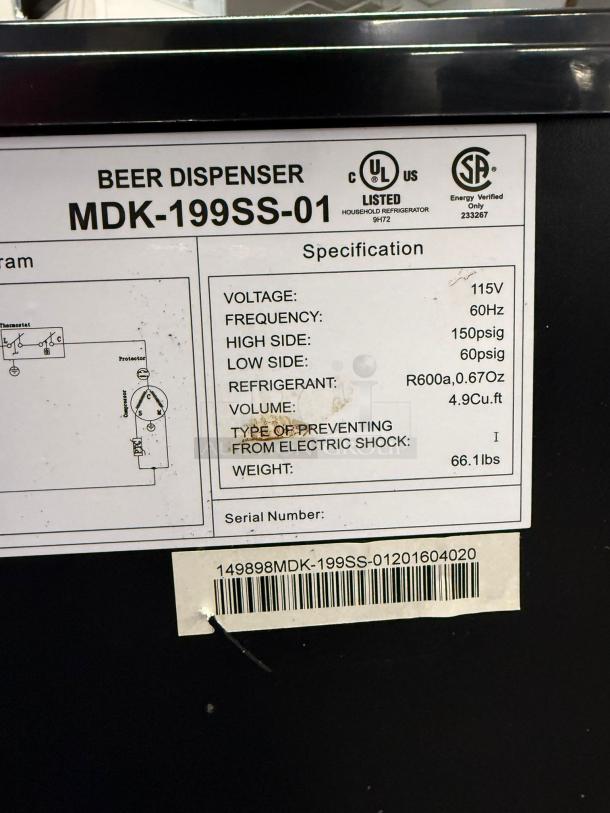 BEER DISPENSER
MDK-199SS-01
C UL® US
LISTED
HOUSEHOLD REFRIGERATOR
9H72
SA®
Energy Verified
Only
233267
ram
Specification
VOLTAGE: 115V
FREQUENCY: 60Hz
HIGH SIDE: 150psig
LOW SIDE: 60psig
REFRIGERANT: R600a,0.67Oz
VOLUME: 4.9Cu.ft
TYPE OF PREVENTING
FROM ELECTRIC SHOCK: I
WEIGHT: 66.1lbs
Thermostat
L C
Protector
Compressor
C
S M
PTC
Serial Number:
149898MDK-199SS-01201604020